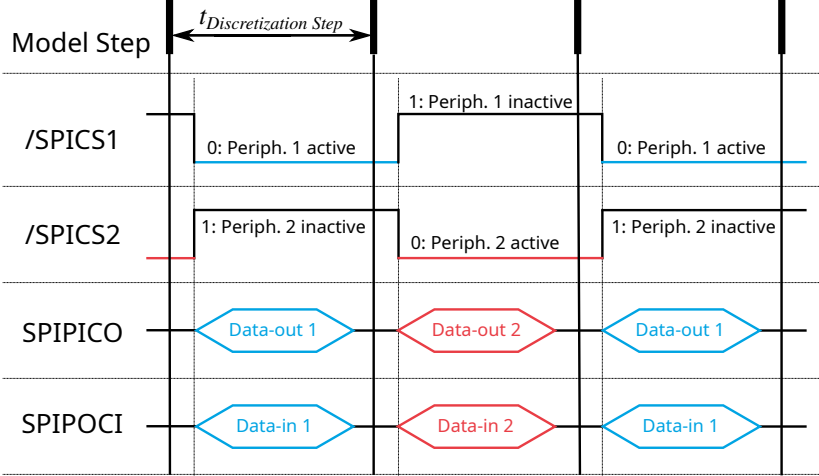 Model Step
tDiscretization Step
/SPICS1
0: Periph. 1 active
1: Periph. 1 inactive
0: Periph. 1 active
/SPICS2
1: Periph. 2 inactive
0: Periph. 2 active
1: Periph. 2 inactive
SPIPICO
Data-out 1
Data-out 2
Data-out 1
SPIPOCI
Data-in 1
Data-in 2
Data-in 1